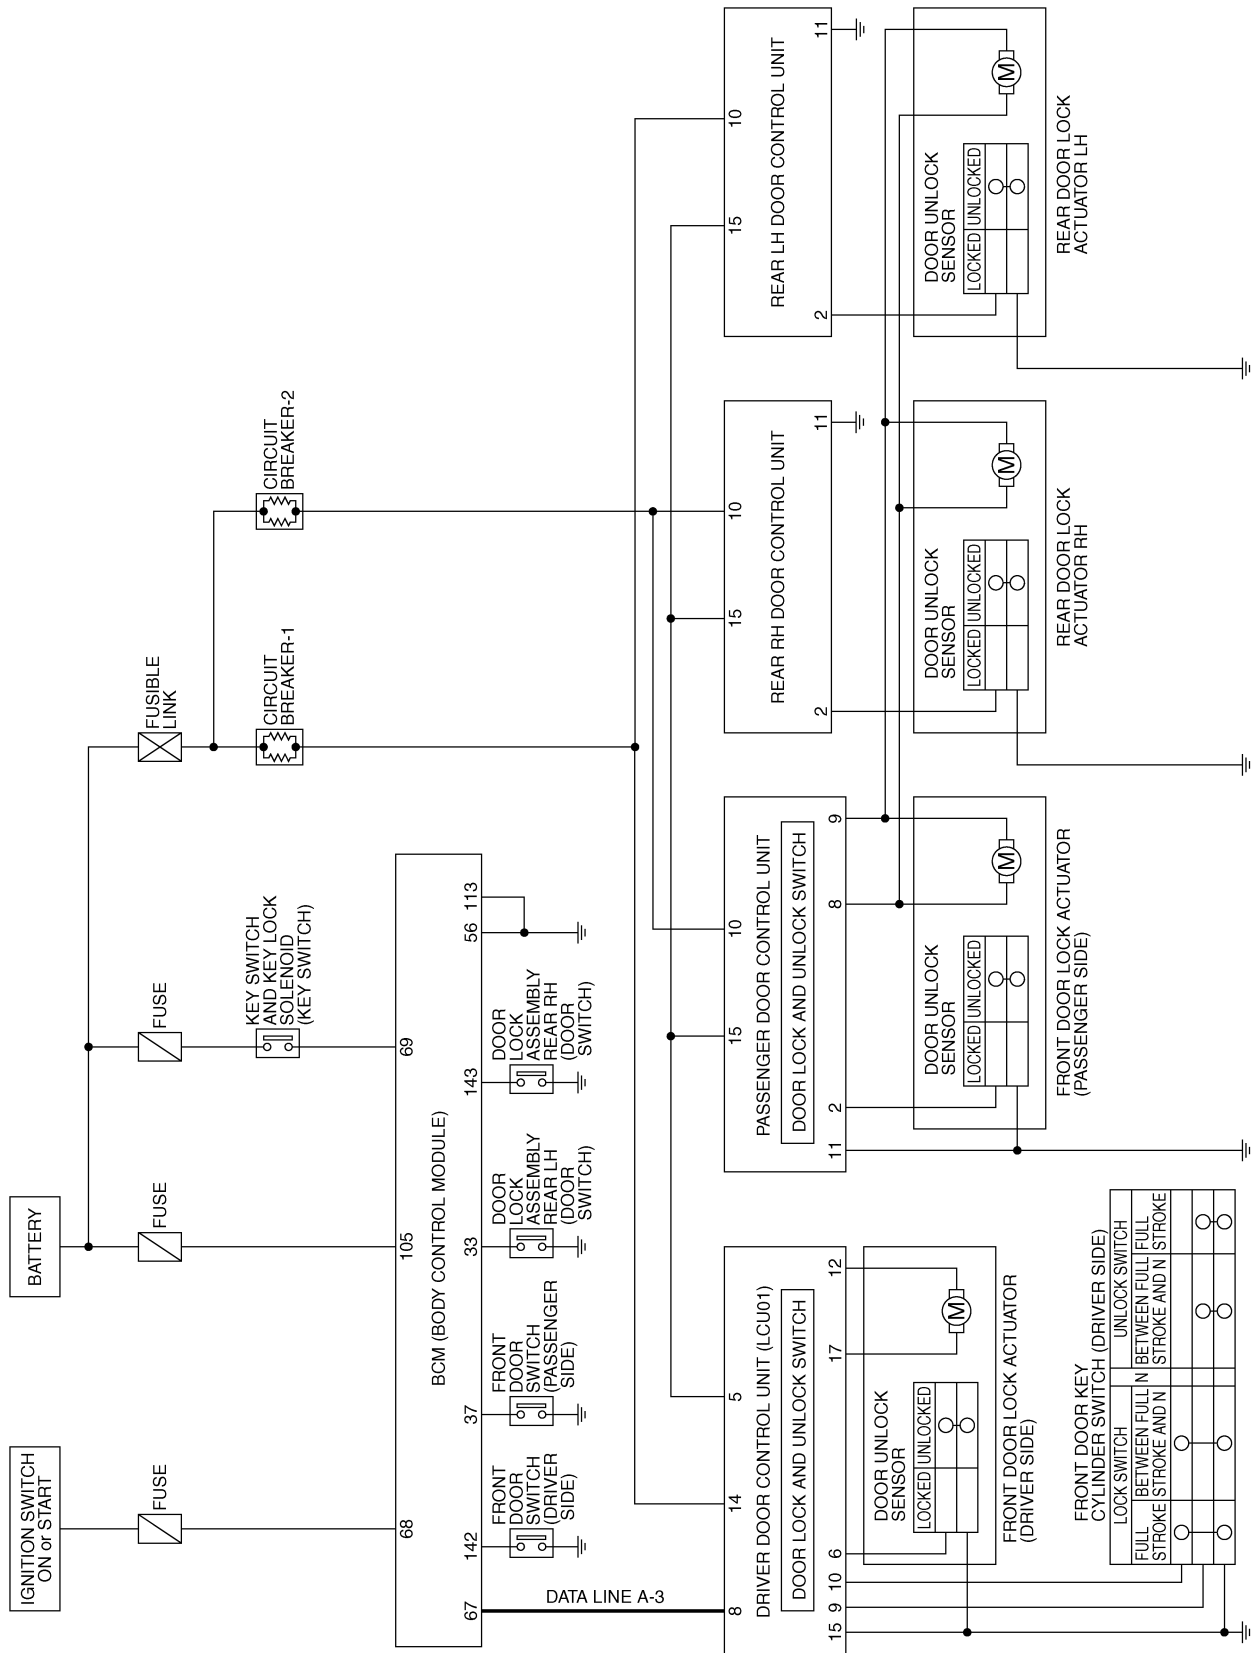 IGNITION SWITCH
ON or START
BATTERY
FUSE
FUSE
FUSE
FUSIBLE
LINK
KEY SWITCH
AND KEY LOCK
SOLENOID
(KEY SWITCH)
CIRCUIT
BREAKER-1
CIRCUIT
BREAKER-2
68
105
69
BCM (BODY CONTROL MODULE)
67
142
37
33
143
56
113
FRONT
DOOR
SWITCH
(DRIVER
SIDE)
FRONT
DOOR
SWITCH
(PASSENGER
SIDE)
DOOR
LOCK
ASSEMBLY
REAR LH
(DOOR
SWITCH)
DOOR
LOCK
ASSEMBLY
REAR RH
(DOOR
SWITCH)
DATA LINE A-3
8
14
5
DRIVER DOOR CONTROL UNIT (LCU01)
DOOR LOCK AND UNLOCK SWITCH
15
9
10
6
17
12
15
10
PASSENGER DOOR CONTROL UNIT
DOOR LOCK AND UNLOCK SWITCH
11
2
8
9
15
10
REAR RH DOOR CONTROL UNIT
2
11
15
10
REAR LH DOOR CONTROL UNIT
2
11
DOOR UNLOCK
SENSOR
LOCKED UNLOCKED
M
FRONT DOOR LOCK ACTUATOR
(DRIVER SIDE)
DOOR UNLOCK
SENSOR
LOCKED UNLOCKED
M
FRONT DOOR LOCK ACTUATOR
(PASSENGER SIDE)
DOOR UNLOCK
SENSOR
LOCKED UNLOCKED
M
REAR DOOR LOCK
ACTUATOR RH
DOOR UNLOCK
SENSOR
LOCKED UNLOCKED
M
REAR DOOR LOCK
ACTUATOR LH
FRONT DOOR KEY
CYLINDER SWITCH (DRIVER SIDE)
LOCK SWITCH
UNLOCK SWITCH
FULL
STROKE
BETWEEN FULL
STROKE AND N
N
BETWEEN FULL
STROKE AND N
FULL
STROKE